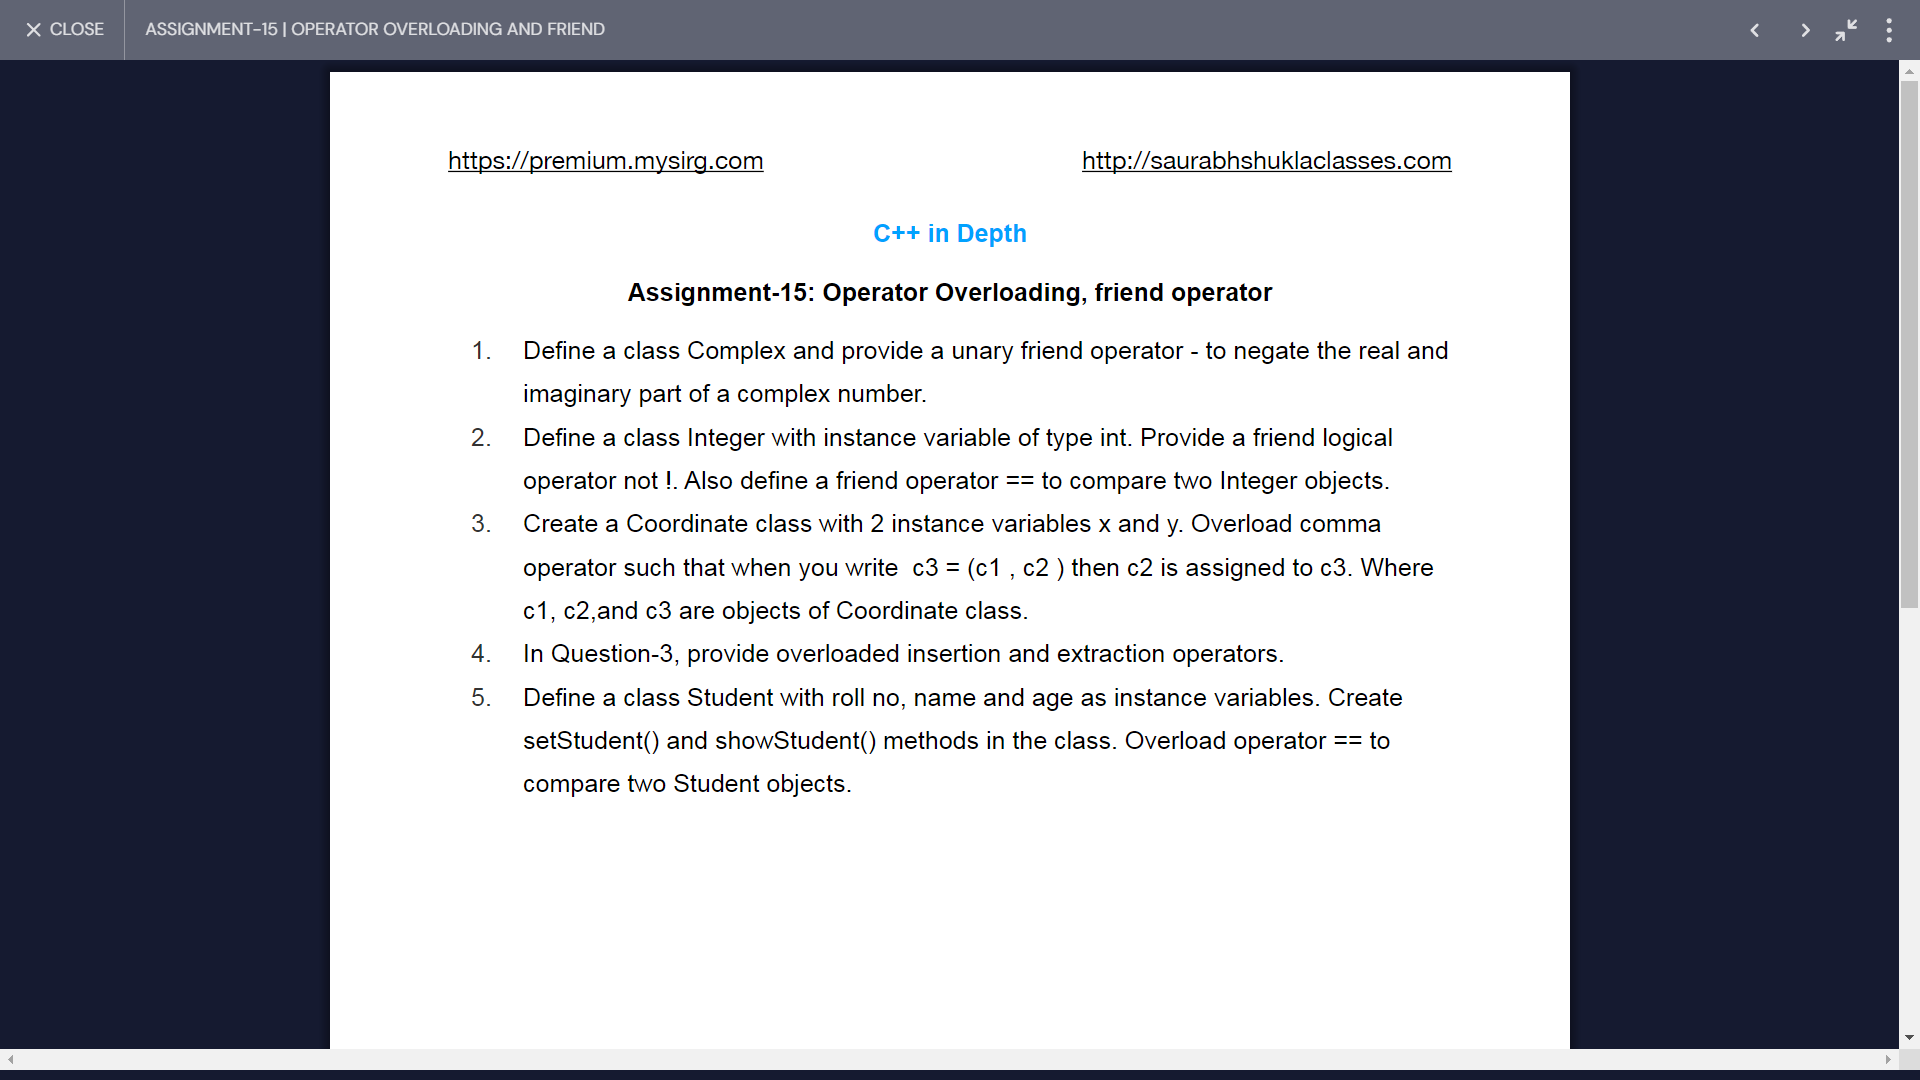 CLOSE
ASSIGNMENT-15 | OPERATOR OVERLOADING AND FRIEND
https://premium.mysirg.com
http://saurabhshuklaclasses.com
C++ in Depth
Assignment-15: Operator Overloading, friend operator
1. Define a class Complex and provide a unary friend operator - to negate the real and
imaginary part of a complex number.
2. Define a class Integer with instance variable of type int. Provide a friend logical
operator not !. Also define a friend operator == to compare two Integer objects.
3. Create a Coordinate class with 2 instance variables x and y. Overload comma
operator such that when you write  c3 = (c1 , c2 ) then c2 is assigned to c3. Where
c1, c2,and c3 are objects of Coordinate class.
4. In Question-3, provide overloaded insertion and extraction operators.
5. Define a class Student with roll no, name and age as instance variables. Create
setStudent() and showStudent() methods in the class. Overload operator == to
compare two Student objects.